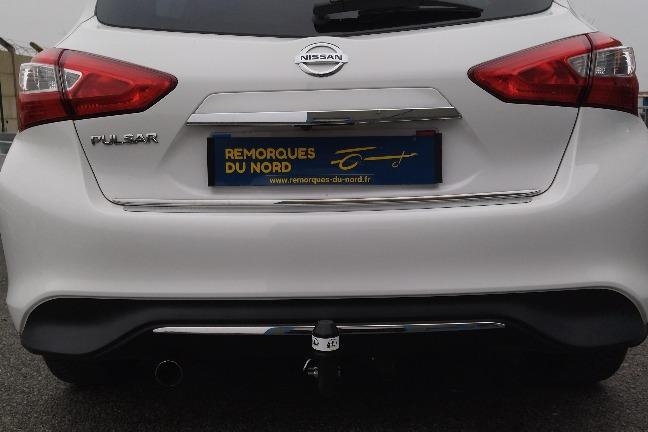 NISSAN
PULSAR
REMORQUES
DU NORD
www.remorques-du-nord.fr